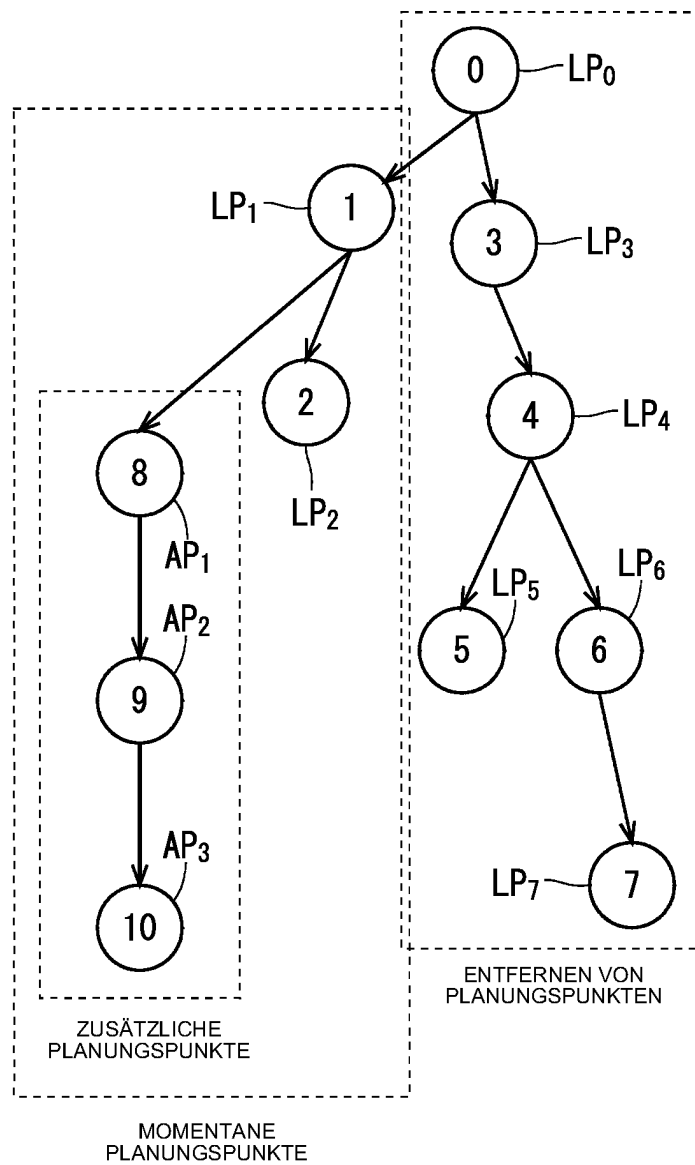 0
LP0
LP1
1
3
LP3
2
4
LP4
8
LP2
AP1
LP6
LP5
AP2
5
6
9
AP3
LP7
7
10
ENTFERNEN VON
PLANUNGSPUNKTEN
ZUSÄTZLICHE
PLANUNGSPUNKTE
MOMENTANE
PLANUNGSPUNKTE